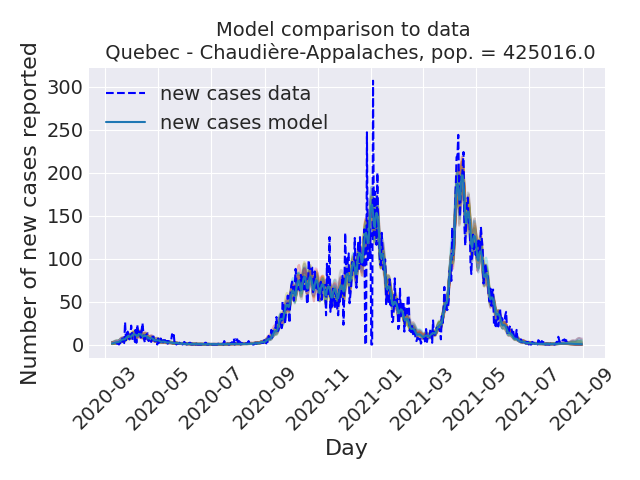 Model comparison to data
Quebec - Chaudière-Appalaches, pop. = 425016.0
Number of new cases reported
300
250
200
150
100
50
0
new cases data
new cases model
2020-03
2020-05
2020-07
2020-09
2020-11
2021-01
2021-03
2021-05
2021-07
2021-09
Day